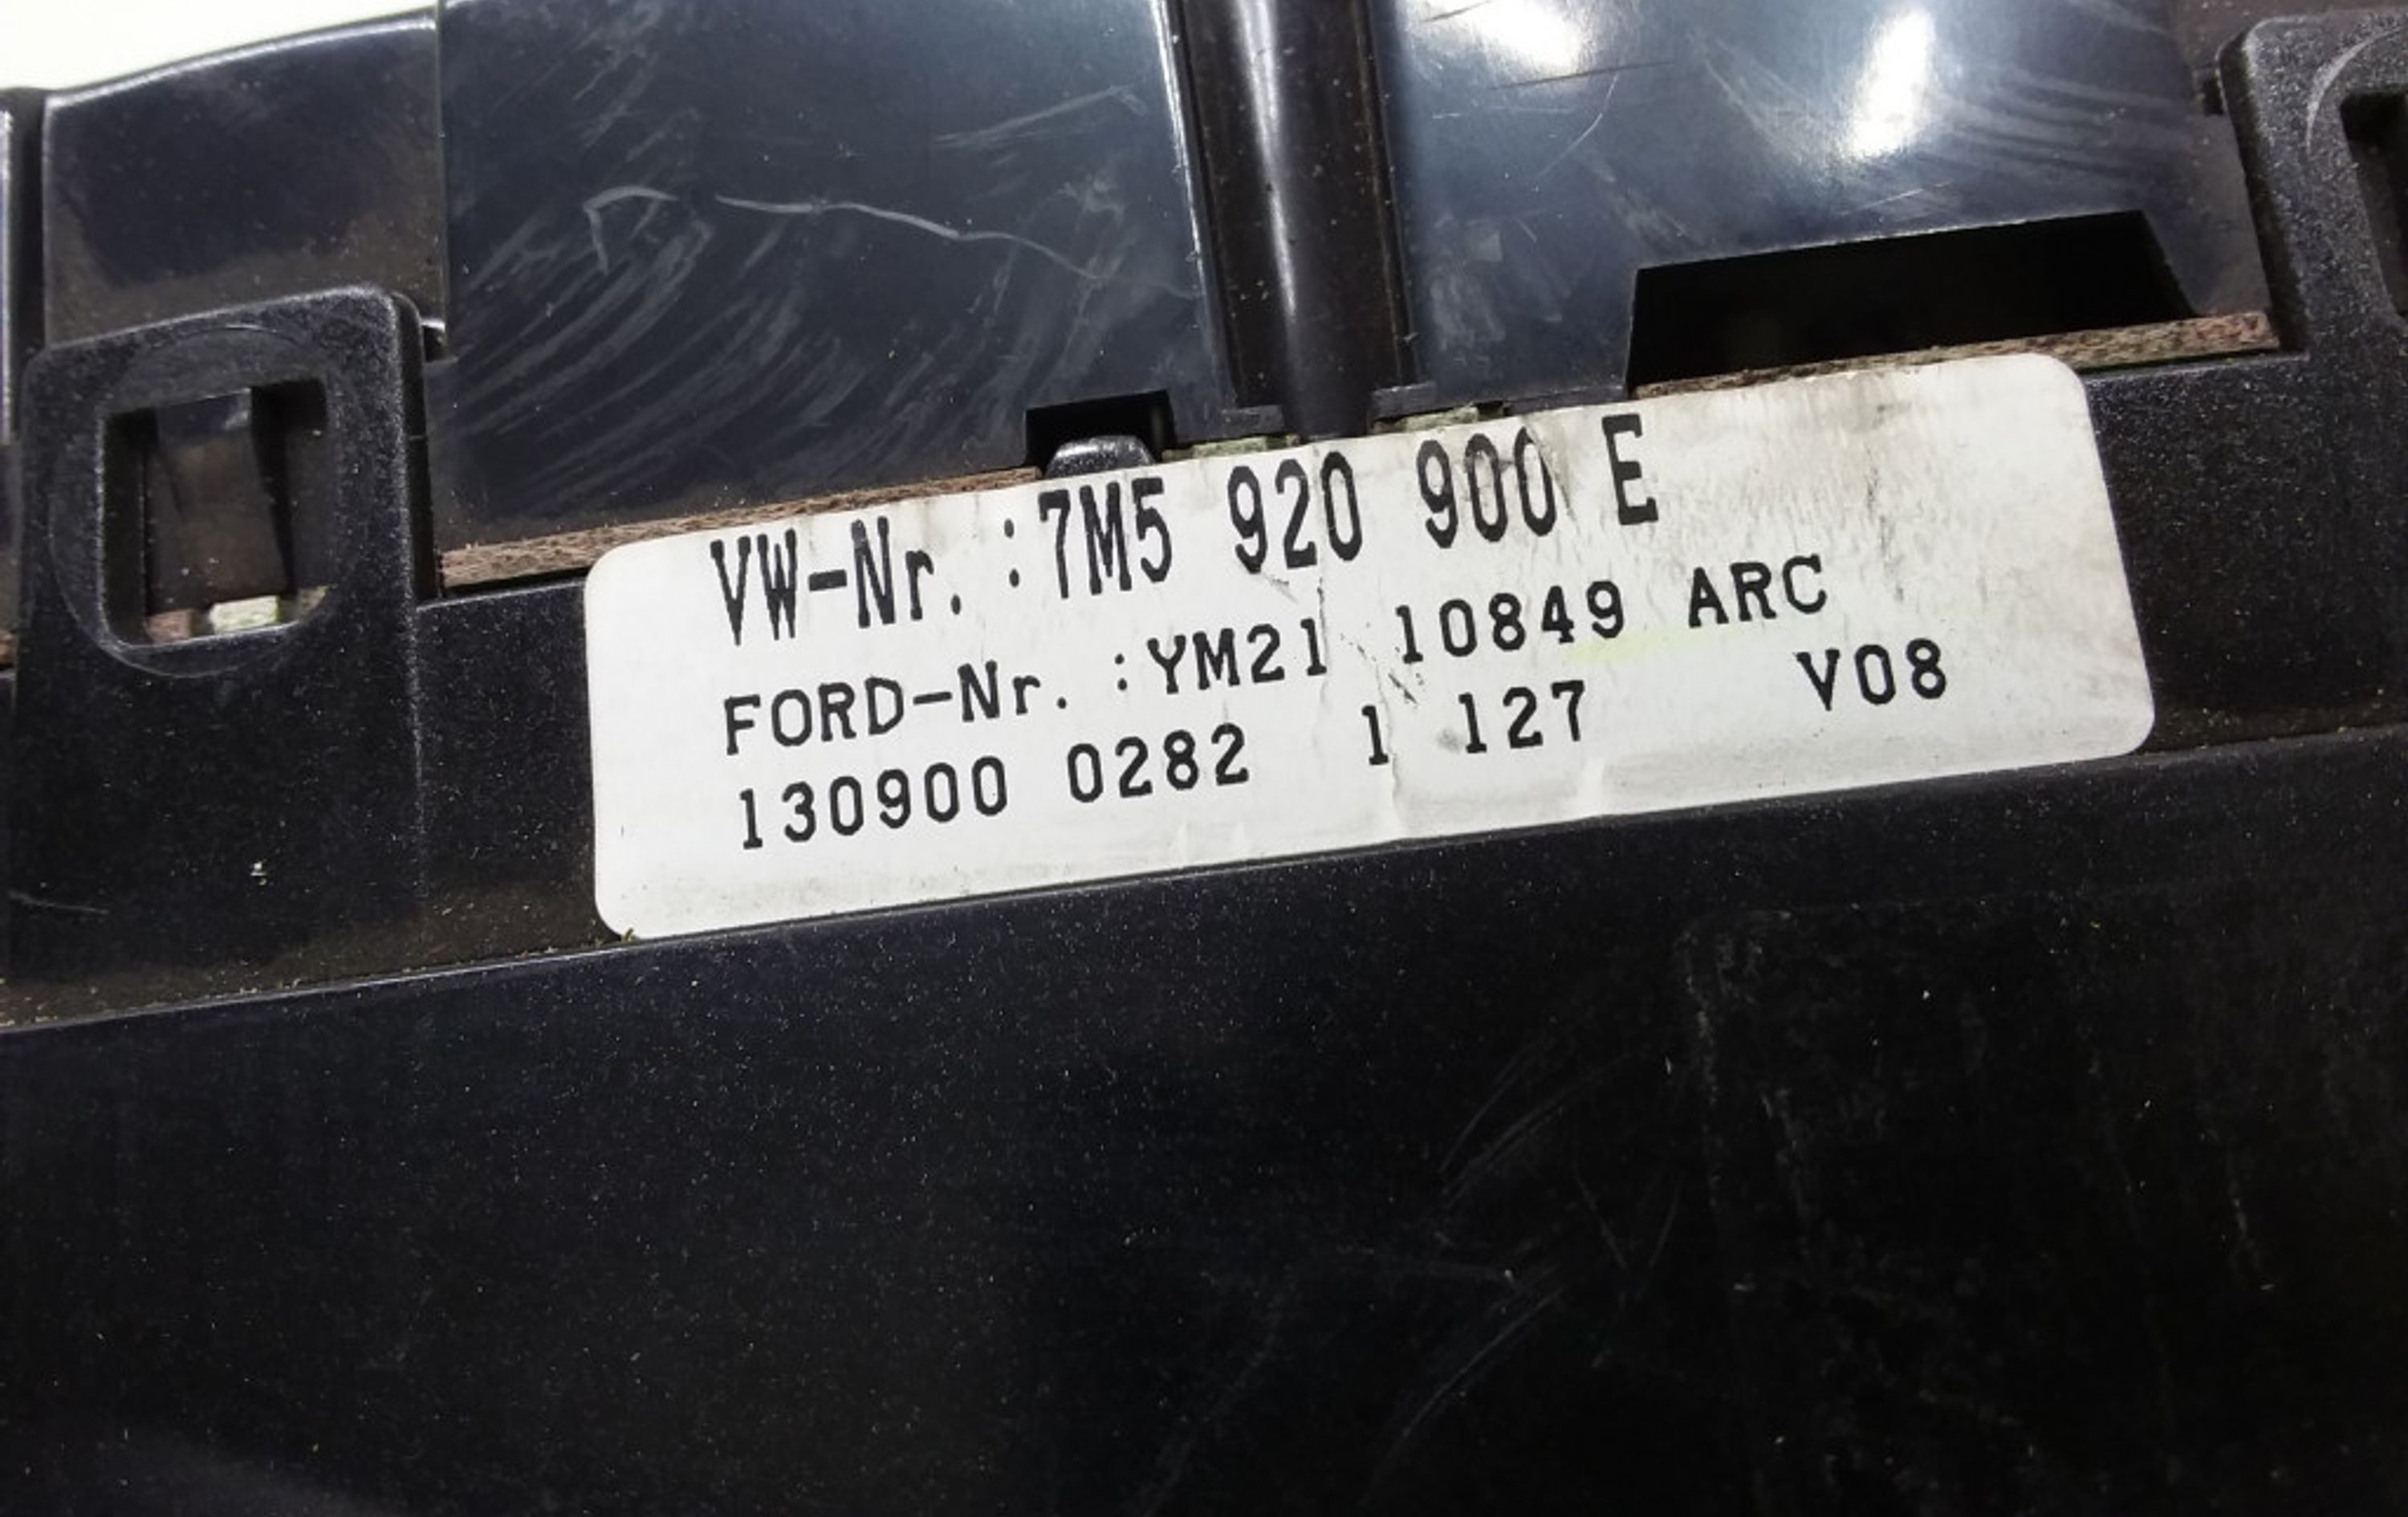 VW-Nr. :7M5 920 900 E
FORD-Nr. :YM21 10849 ARC
130900 0282 1 127 V08